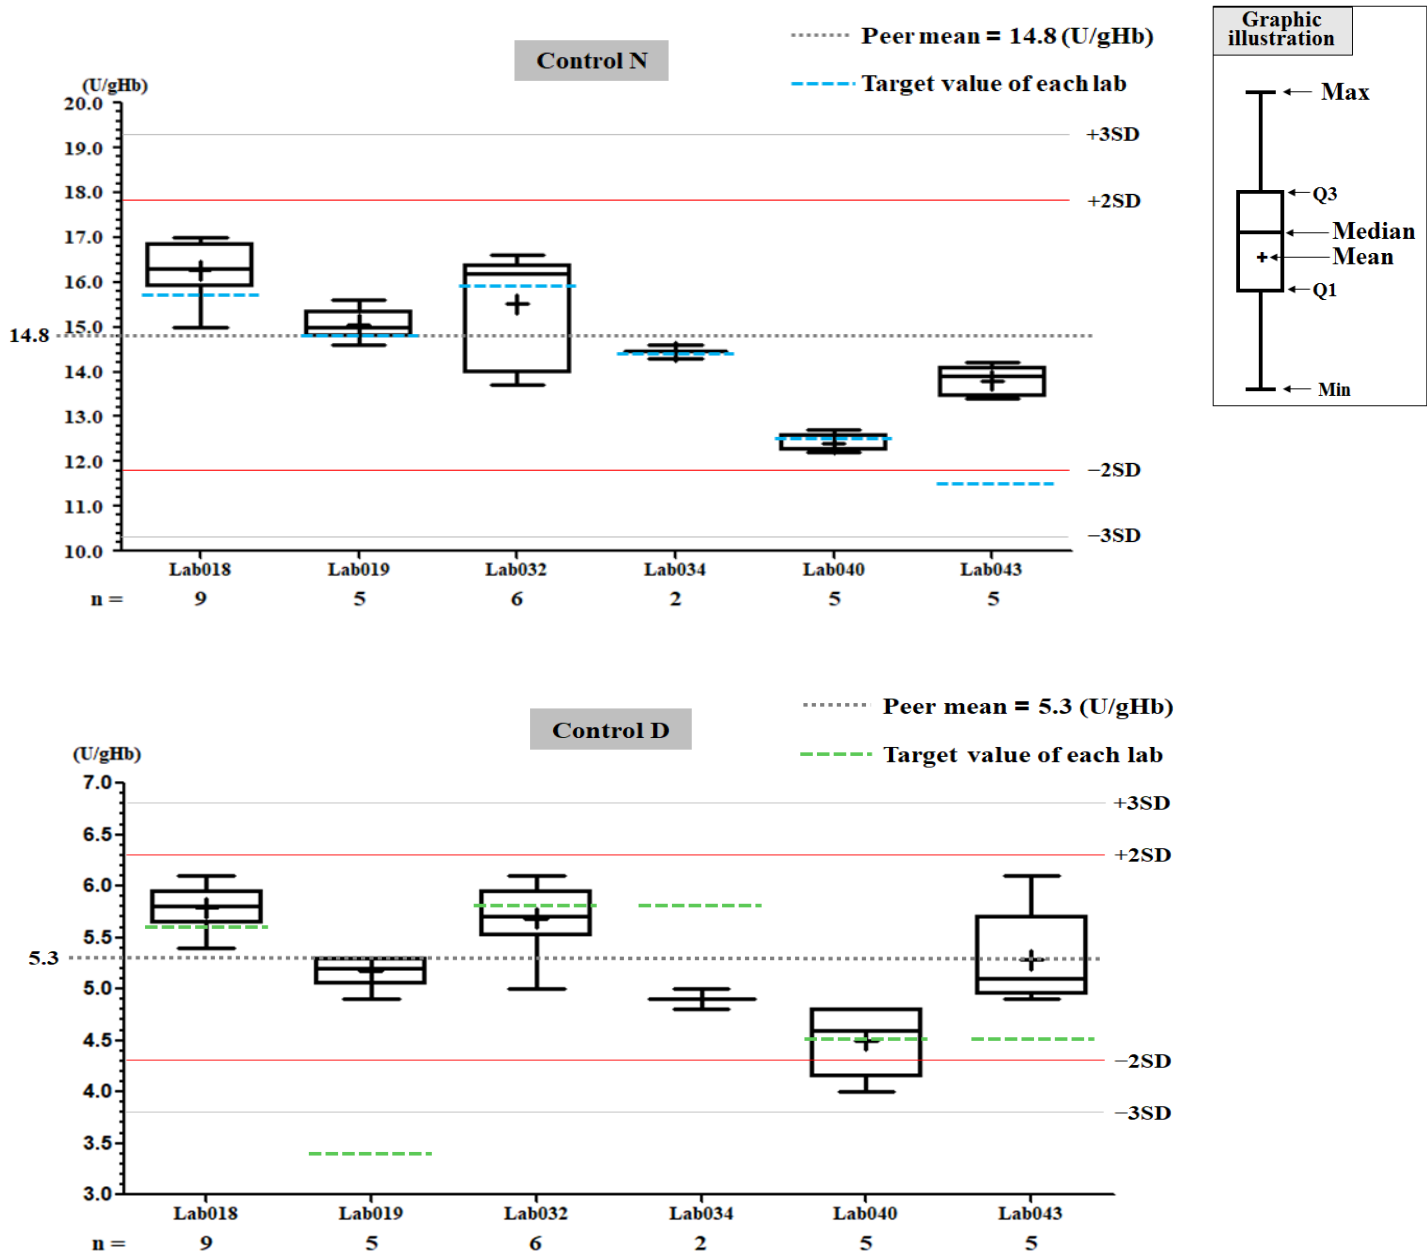 Control N
Peer mean = 14.8 (U/gHb)
Target value of each lab
(U/gHb)
20.0
19.0
18.0
17.0
16.0
15.0
14.8
14.0
13.0
12.0
11.0
10.0
+3SD
+2SD
−2SD
−3SD
Lab018 Lab019 Lab032 Lab034 Lab040 Lab043
n = 9 5 6 2 5 5
Graphic
illustration
Max
Q3
Median
Mean
Q1
Min
Control D
Peer mean = 5.3 (U/gHb)
Target value of each lab
(U/gHb)
7.0
6.5
6.0
5.5
5.3
5.0
4.5
4.0
3.5
3.0
+3SD
+2SD
−2SD
−3SD
Lab018 Lab019 Lab032 Lab034 Lab040 Lab043
n = 9 5 6 2 5 5